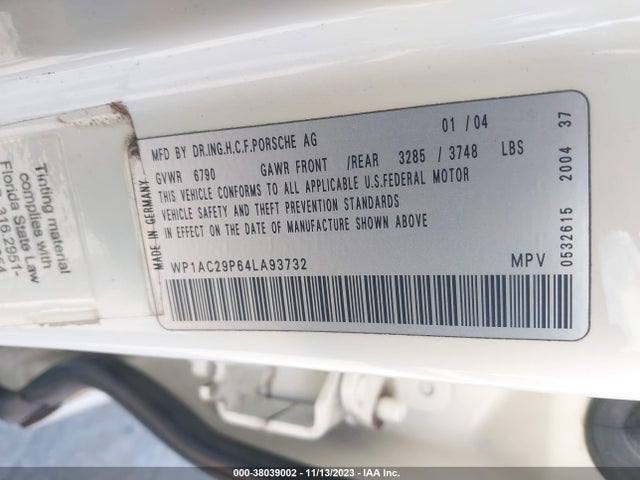 MFD BY DR.ING.H.C.F.PORSCHE AG 01/04
GVWR 6790 GAWR FRONT /REAR 3285 / 3748 LBS
THIS VEHICLE CONFORMS TO ALL APPLICABLE U.S.FEDERAL MOTOR
VEHICLE SAFETY AND THEFT PREVENTION STANDARDS
IN EFFECT ON THE DATE OF MANUFACTURE SHOWN ABOVE
WP1AC29P64LA93732 MPV
MADE IN GERMANY
0532615 2004 37
Tinting material
complies with
Florida State Law
316.2951-
000-38039002 - 11/13/2023 - IAA Inc.